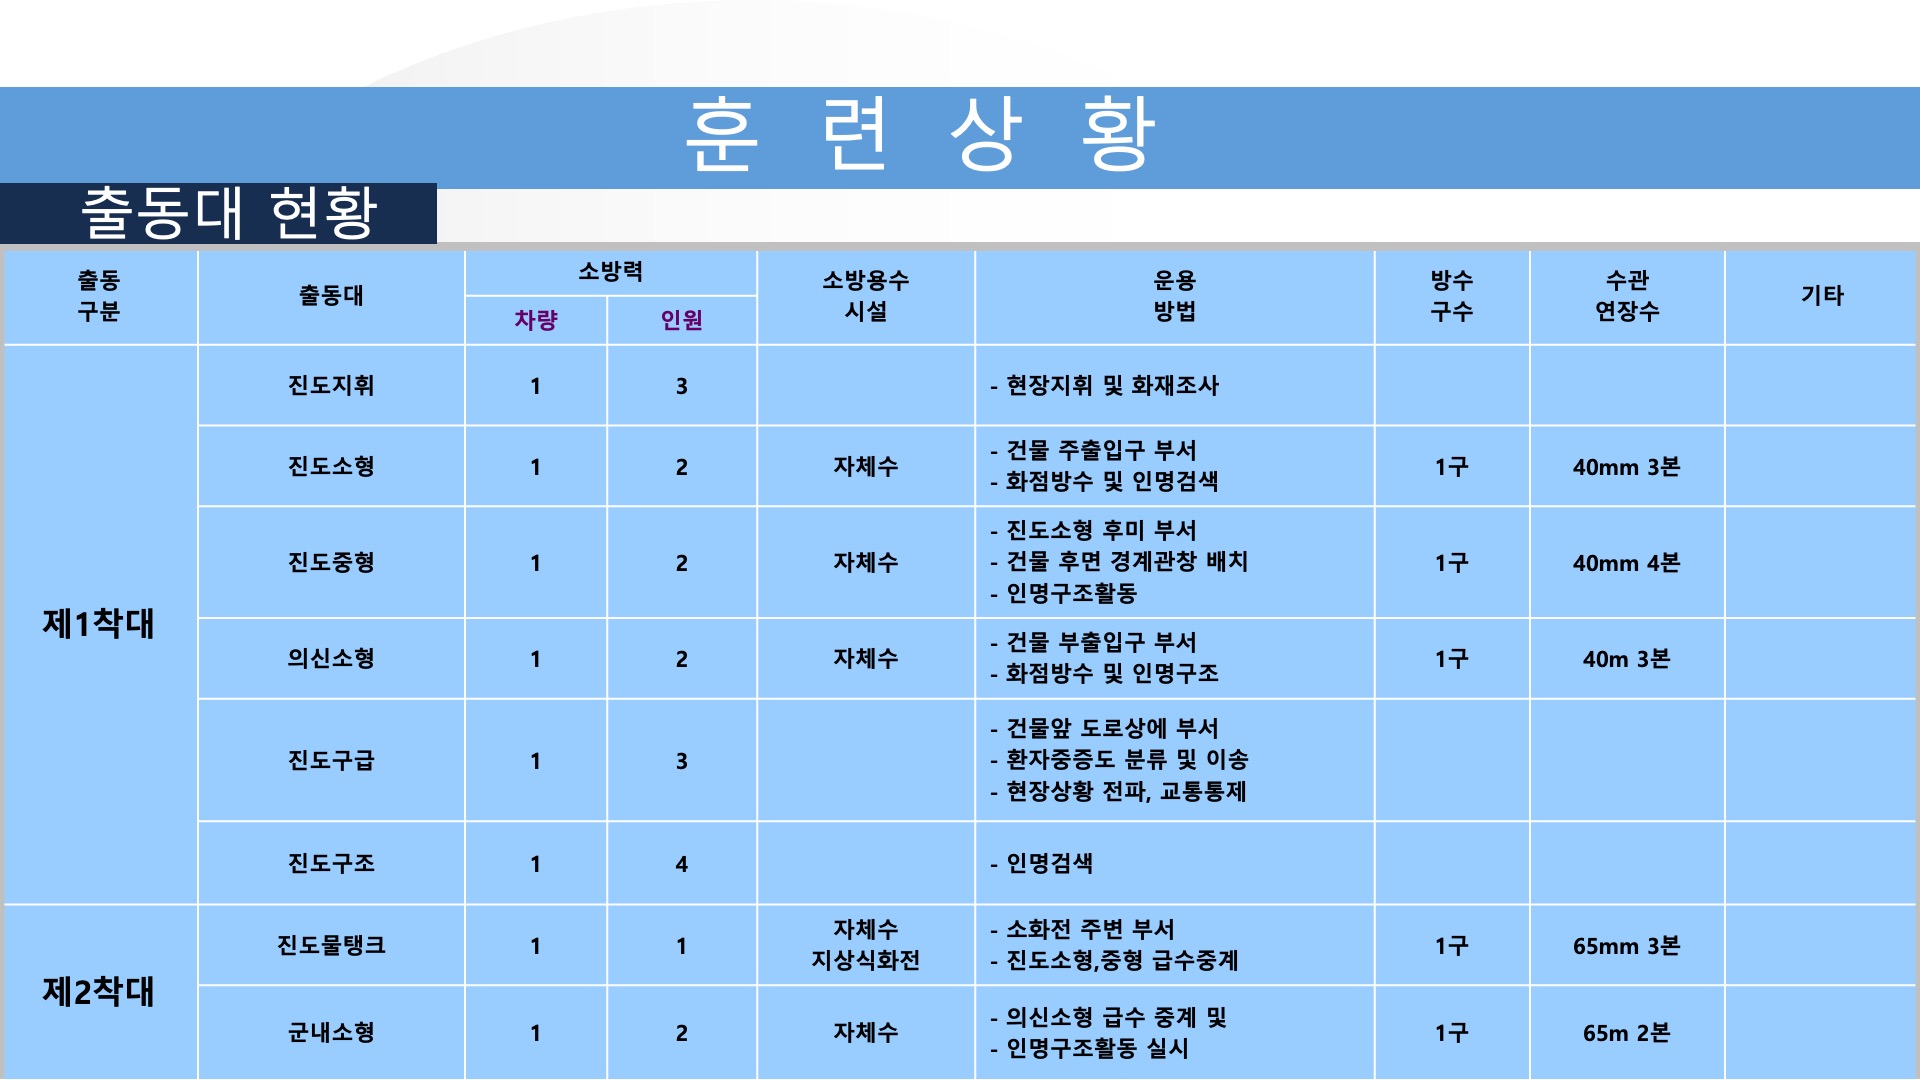 훈 련 상 황
출동대 현황
출동
구분
출동대
소방력
차량
인원
소방용수
시설
운용
방법
방수
구수
수관
연장수
기타
제1착대
진도지휘
1
3
- 현장지휘 및 화재조사
진도소형
1
2
자체수
- 건물 주출입구 부서
- 화점방수 및 인명검색
1구
40mm 3본
진도중형
1
2
자체수
- 진도소형 후미 부서
- 건물 후면 경계관창 배치
- 인명구조활동
1구
40mm 4본
의신소형
1
2
자체수
- 건물 부출입구 부서
- 화점방수 및 인명구조
1구
40m 3본
진도구급
1
3
- 건물앞 도로상에 부서
- 환자중증도 분류 및 이송
- 현장상황 전파, 교통통제
진도구조
1
4
- 인명검색
제2착대
진도물탱크
1
1
자체수
지상식화전
- 소화전 주변 부서
- 진도소형,중형 급수중계
1구
65mm 3본
군내소형
1
2
자체수
- 의신소형 급수 중계 및
- 인명구조활동 실시
1구
65m 2본